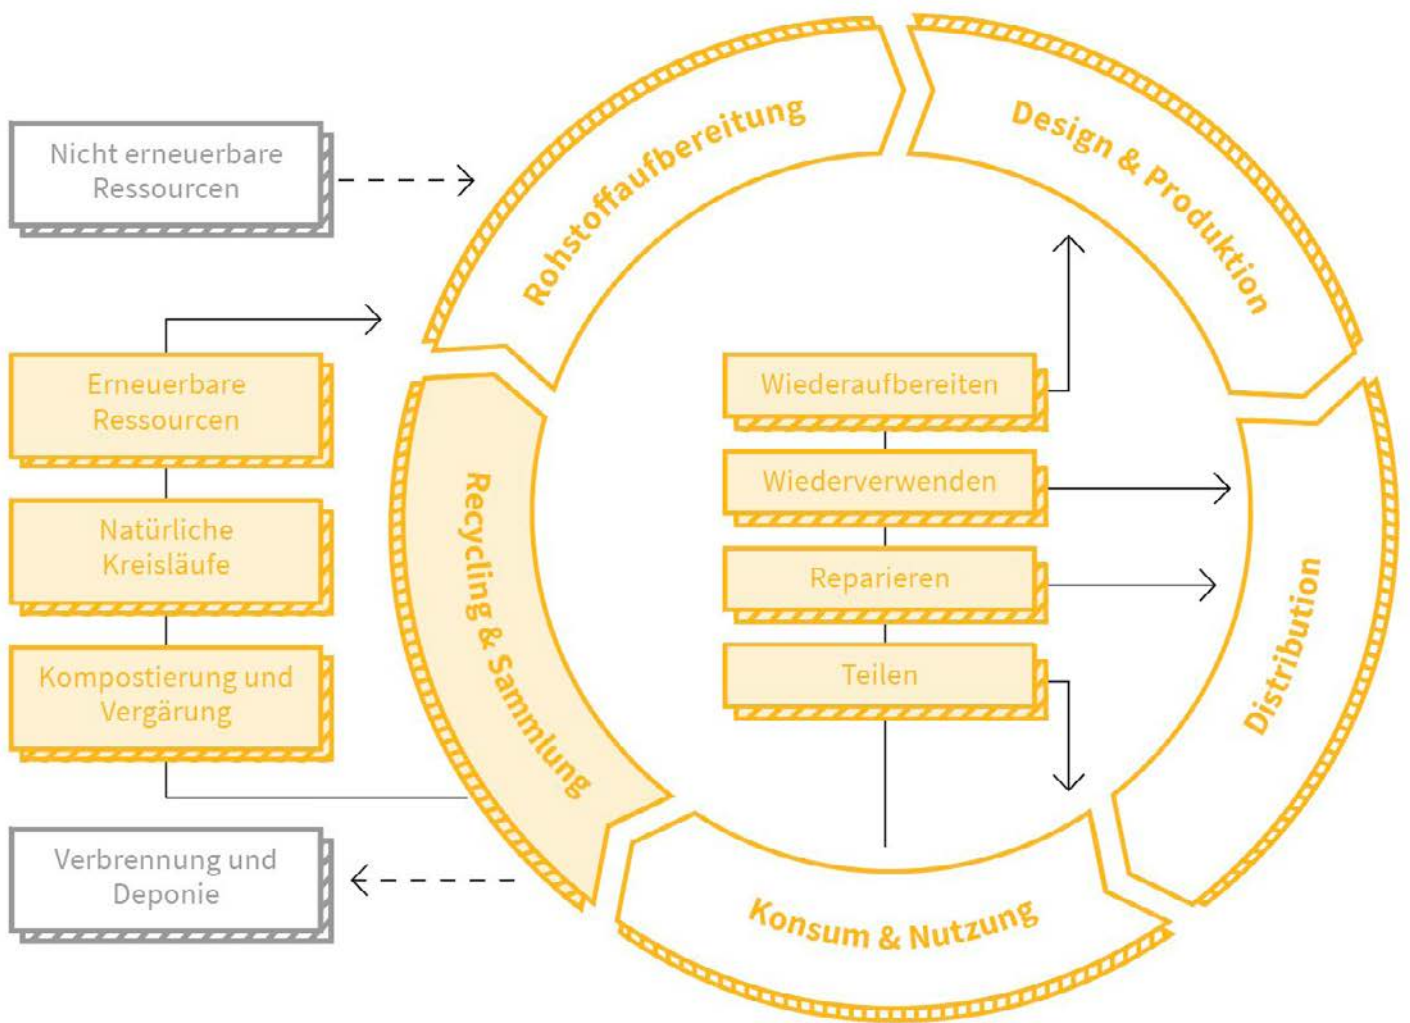 Nicht erneuerbare
Ressourcen
Erneuerbare
Ressourcen
Natürliche
Kreisläufe
Kompostierung und
Vergärung
Verbrennung und
Deponie
Rohstoffaufbereitung
Design & Produktion
Distribution
Konsum & Nutzung
Recycling & Sammlung
Wiederaufbereiten
Wiederverwenden
Reparieren
Teilen